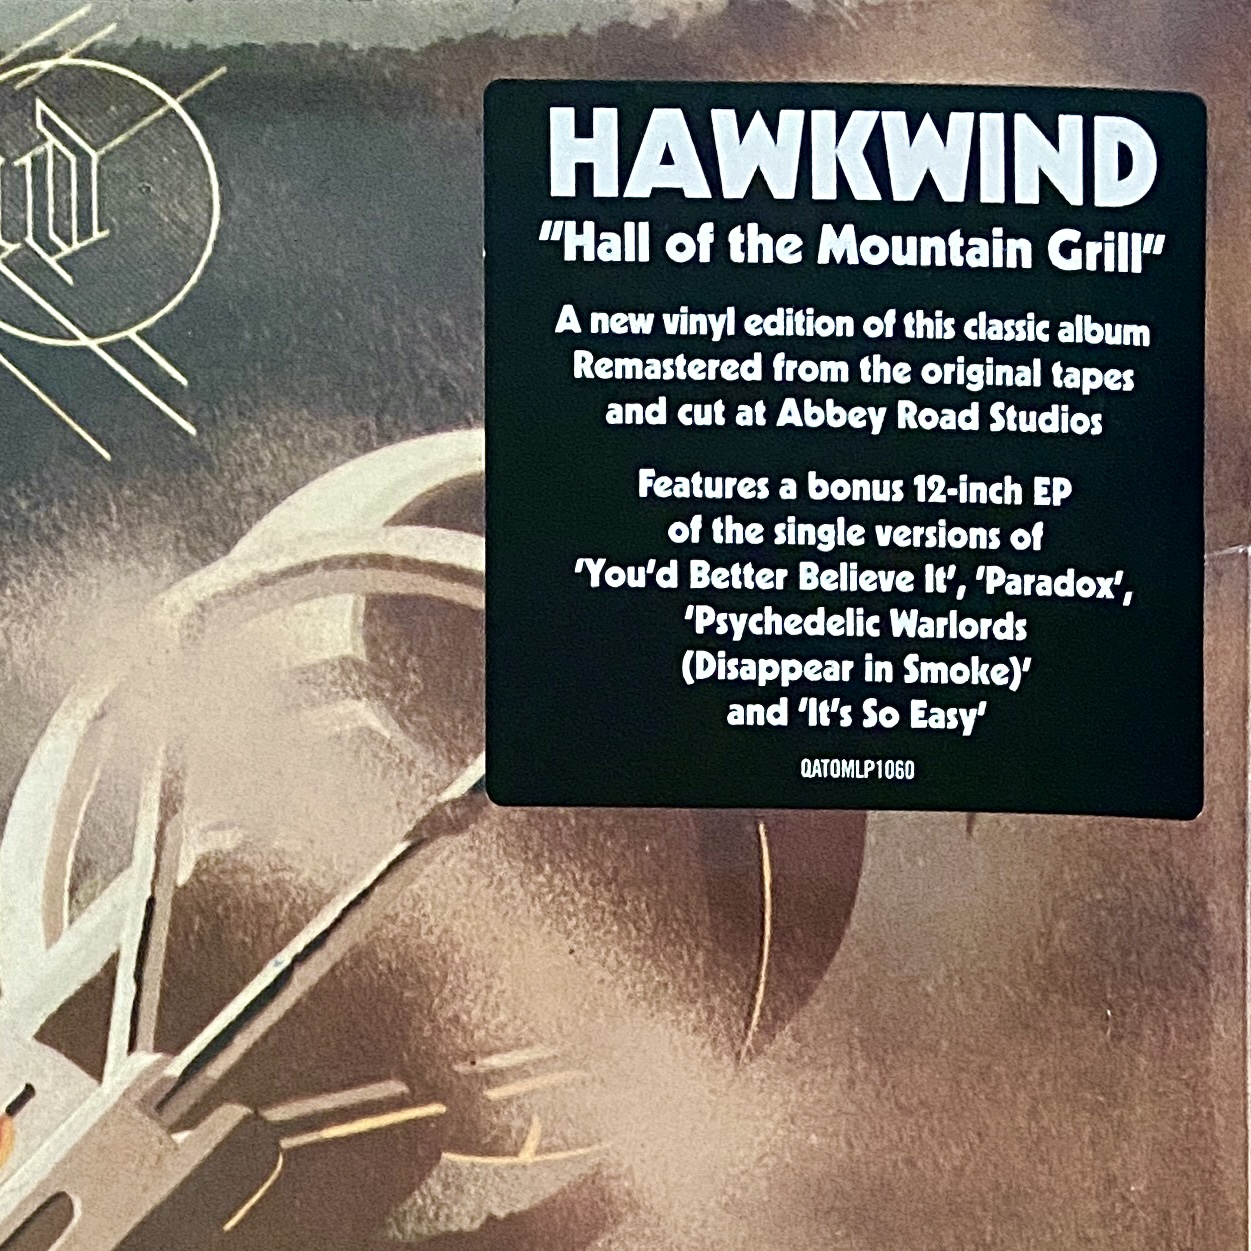 HAWKWIND
"Hall of the Mountain Grill"
A new vinyl edition of this classic album
Remastered from the original tapes
and cut at Abbey Road Studios
Features a bonus 12-inch EP
of the single versions of
'You'd Better Believe It', 'Paradox',
'Psychedelic Warlords
(Disappear in Smoke)'
and 'It's So Easy'
QATOMLP1060